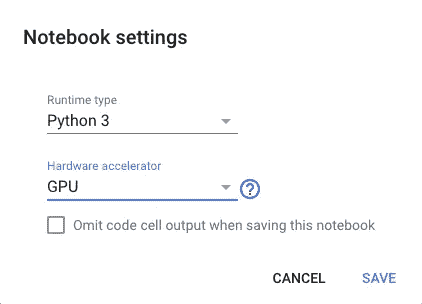 Notebook settings
Runtime type
Python 3
Hardware accelerator
GPU
?
Omit code cell output when saving this notebook
CANCEL SAVE